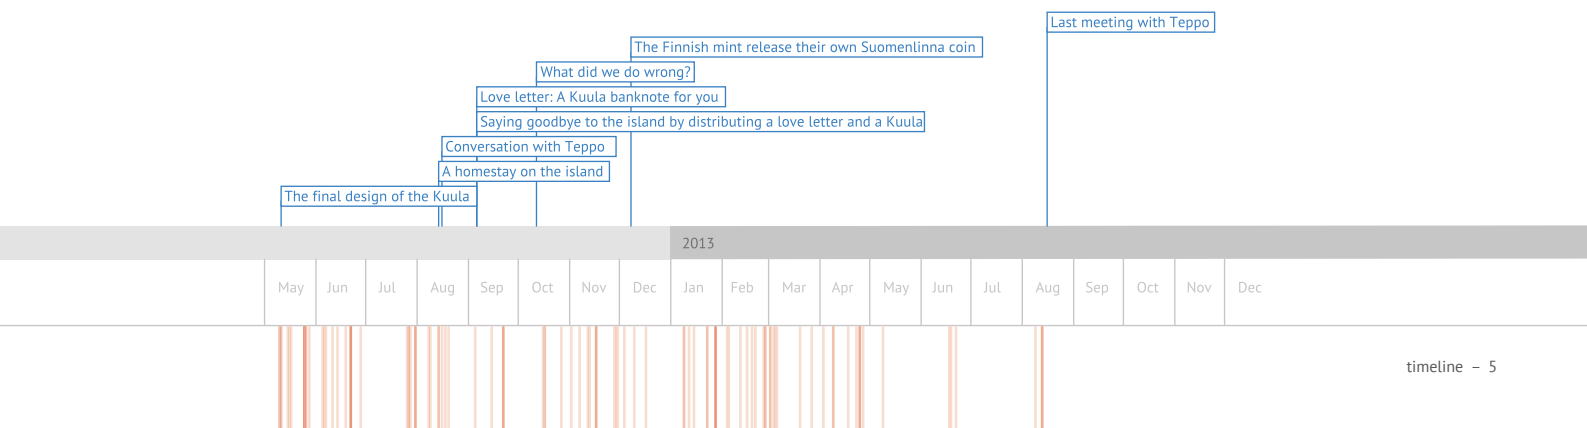 Last meeting with Teppo
The Finnish mint release their own Suomenlinna coin
What did we do wrong?
Love letter: A Kuula banknote for you
Saying goodbye to the island by distributing a love letter and a Kuula
Conversation with Teppo
A homestay on the island
The final design of the Kuula
2013
May Jun Jul Aug Sep Oct Nov Dec Jan Feb Mar Apr May Jun Jul Aug Sep Oct Nov Dec
timeline – 5